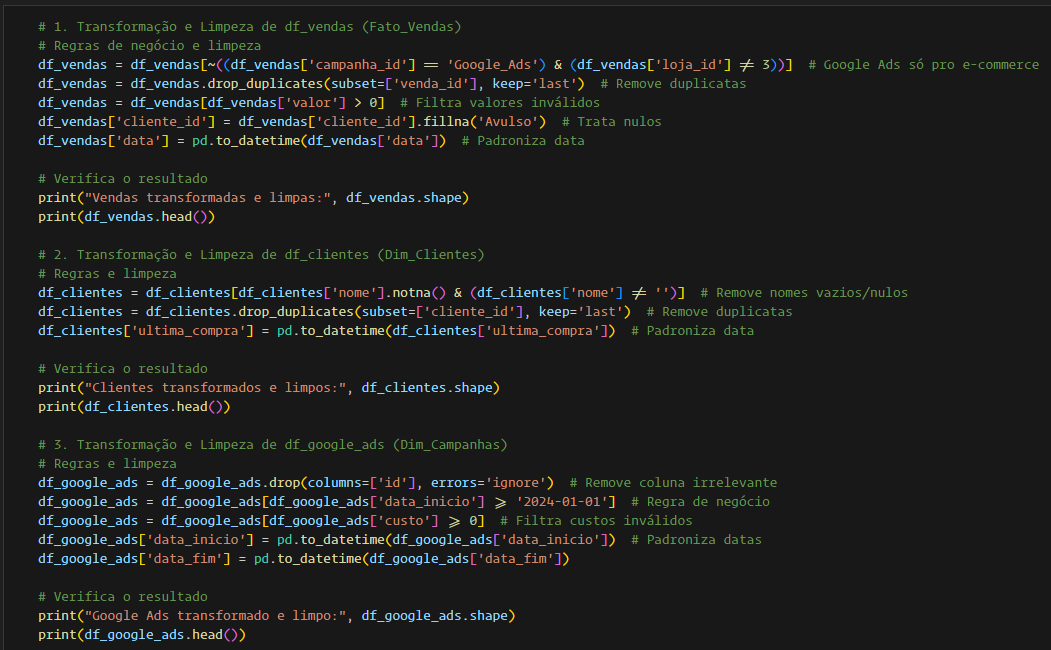 # 1. Transformação e Limpeza de df_vendas (Fato_Vendas)
# Regras de negócio e limpeza
df_vendas = df_vendas[~((df_vendas['campanha_id'] == 'Google_Ads') & (df_vendas['loja_id'] != 3))]  # Google Ads só pro e-commerce
df_vendas = df_vendas.drop_duplicates(subset=['venda_id'], keep='last')  # Remove duplicatas
df_vendas = df_vendas[df_vendas['valor'] > 0]  # Filtra valores inválidos
df_vendas['cliente_id'] = df_vendas['cliente_id'].fillna('Avulso')  # Trata nulos
df_vendas['data'] = pd.to_datetime(df_vendas['data'])  # Padroniza data

# Verifica o resultado
print("Vendas transformadas e limpas:", df_vendas.shape)
print(df_vendas.head())

# 2. Transformação e Limpeza de df_clientes (Dim_Clientes)
# Regras e limpeza
df_clientes = df_clientes[df_clientes['nome'].notna() & (df_clientes['nome'] != '')]  # Remove nomes vazios/nulos
df_clientes = df_clientes.drop_duplicates(subset=['cliente_id'], keep='last')  # Remove duplicatas
df_clientes['ultima_compra'] = pd.to_datetime(df_clientes['ultima_compra'])  # Padroniza data

# Verifica o resultado
print("Clientes transformados e limpos:", df_clientes.shape)
print(df_clientes.head())

# 3. Transformação e Limpeza de df_google_ads (Dim_Campanhas)
# Regras e limpeza
df_google_ads = df_google_ads.drop(columns=['id'], errors='ignore')  # Remove coluna irrelevante
df_google_ads = df_google_ads[df_google_ads['data_inicio'] >= '2024-01-01']  # Regra de negócio
df_google_ads = df_google_ads[df_google_ads['custo'] >= 0]  # Filtra custos inválidos
df_google_ads['data_inicio'] = pd.to_datetime(df_google_ads['data_inicio'])  # Padroniza datas
df_google_ads['data_fim'] = pd.to_datetime(df_google_ads['data_fim'])

# Verifica o resultado
print("Google Ads transformado e limpo:", df_google_ads.shape)
print(df_google_ads.head())